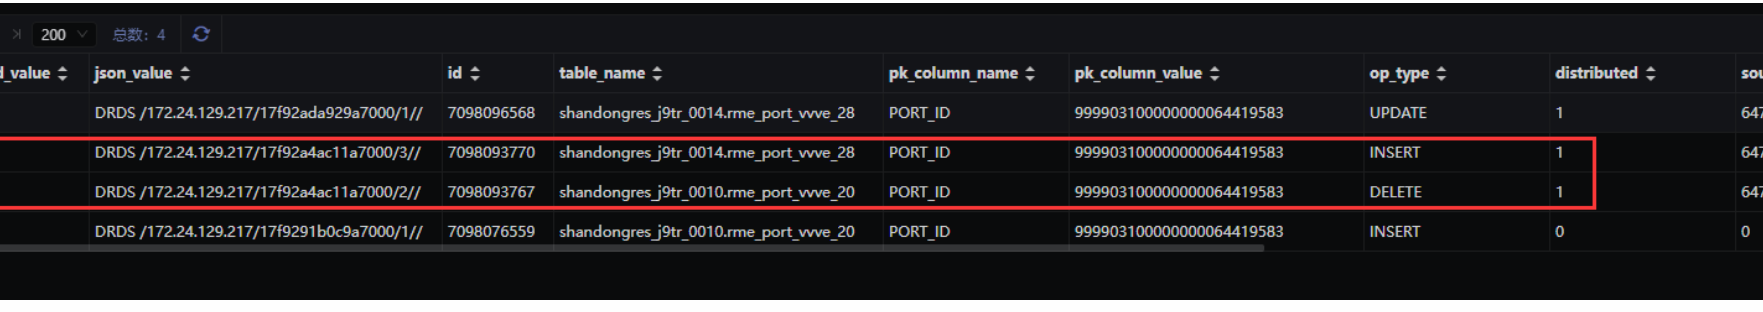 200 总数: 4
d_value json_value id table_name pk_column_name pk_column_value op_type distributed sou
DRDS /172.24.129.217/17f92ada929a7000/1// 7098096568 shandongres_j9tr_0014.rme_port_vvve_28 PORT_ID 999903100000000064419583 UPDATE 1 647
DRDS /172.24.129.217/17f92a4ac11a7000/3// 7098093770 shandongres_j9tr_0014.rme_port_vvve_28 PORT_ID 999903100000000064419583 INSERT 1 647
DRDS /172.24.129.217/17f92a4ac11a7000/2// 7098093767 shandongres_j9tr_0010.rme_port_vvve_20 PORT_ID 999903100000000064419583 DELETE 1 647
DRDS /172.24.129.217/17f9291b0c9a7000/1// 7098076559 shandongres_j9tr_0010.rme_port_vvve_20 PORT_ID 999903100000000064419583 INSERT 0 0